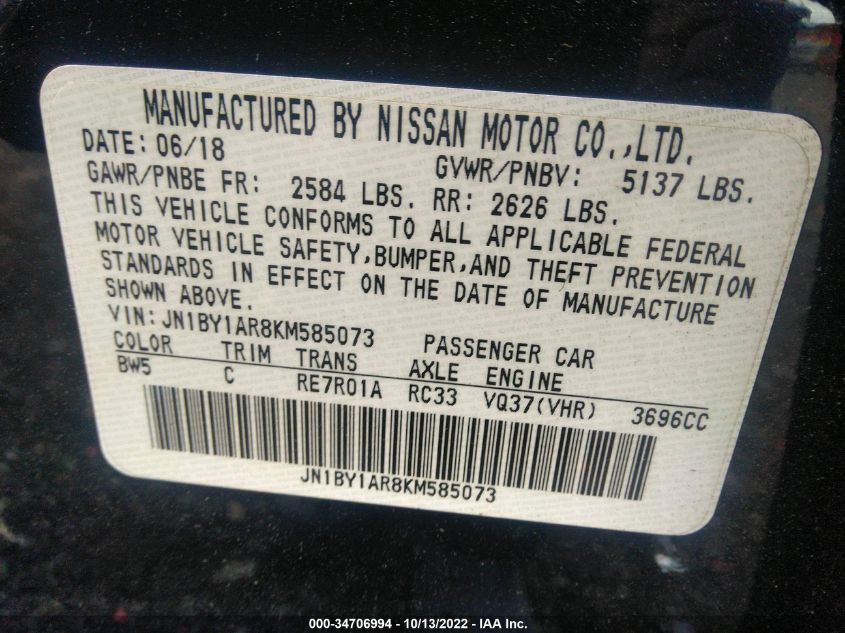 MANUFACTURED BY NISSAN MOTOR CO.,LTD.
DATE: 06/18 GVWR/PNBV: 5137 LBS.
GAWR/PNBE FR: 2584 LBS. RR: 2626 LBS.
THIS VEHICLE CONFORMS TO ALL APPLICABLE FEDERAL
MOTOR VEHICLE SAFETY,BUMPER,AND THEFT PREVENTION
STANDARDS IN EFFECT ON THE DATE OF MANUFACTURE
SHOWN ABOVE.
VIN: JN1BY1AR8KM585073 PASSENGER CAR
COLOR TRIM TRANS AXLE ENGINE
BW5 C RE7R01A RC33 VQ37(VHR) 3696CC
JN1BY1AR8KM585073
000-34706994 - 10/13/2022 - IAA Inc.